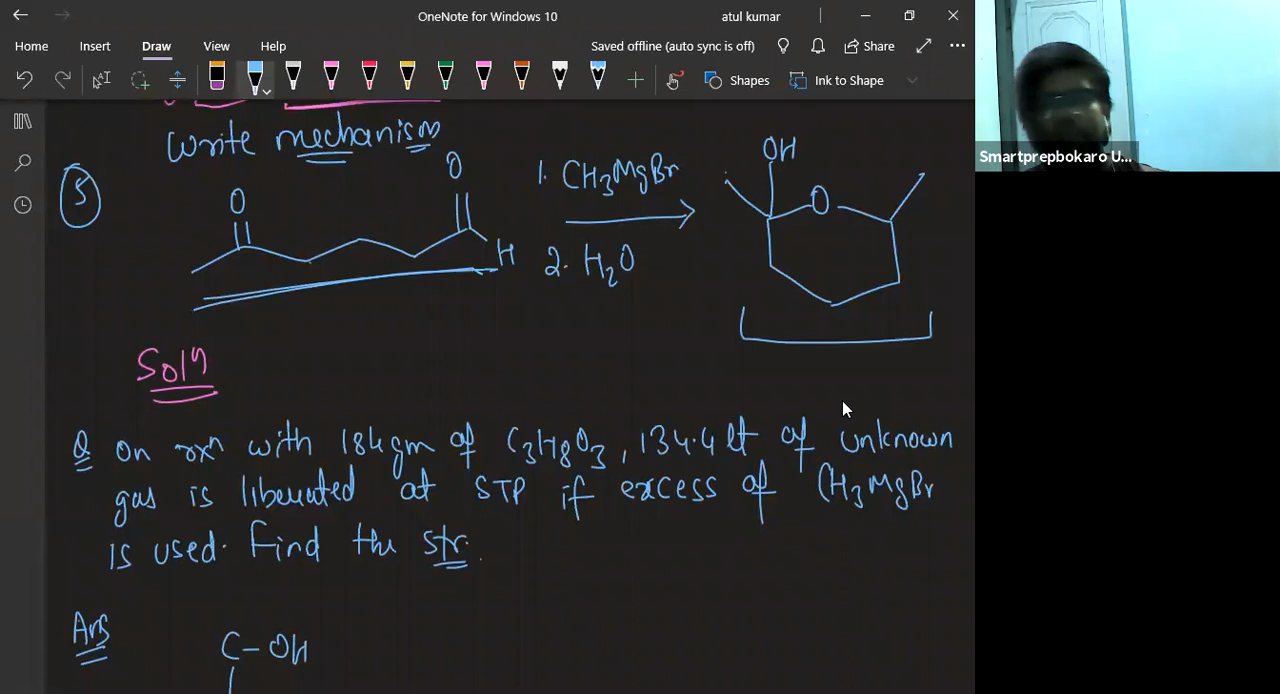 OneNote for Windows 10
atul kumar
Home Insert Draw View Help
Saved offline (auto sync is off)
Share
Shapes
Ink to Shape
Smartprepbokaro U...
Write mechanism
5
O
O
H
1. CH3MgBr
2. H2O
OH
O
Solⁿ
Q On rxⁿ with 184gm of C3H8O3, 134.4 lt of unknown
gas is liberated at STP if excess of CH3MgBr
is used. Find the str.
Ans
C-OH